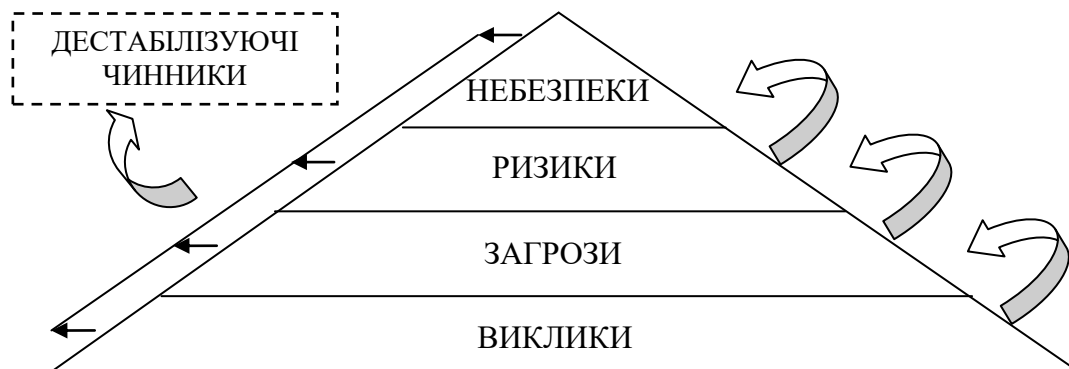 ДЕСТАБІЛІЗУЮЧІ
ЧИННИКИ
НЕБЕЗПЕКИ
РИЗИКИ
ЗАГРОЗИ
ВИКЛИКИ